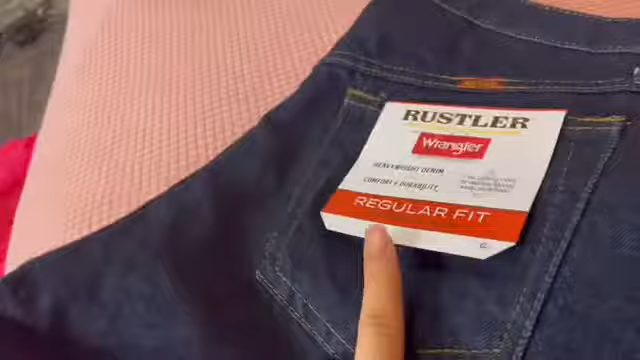 RUSTLER
Wrangler
HEAVYWEIGHT DENIM
COMFORT & DURABILITY
REGULAR FIT